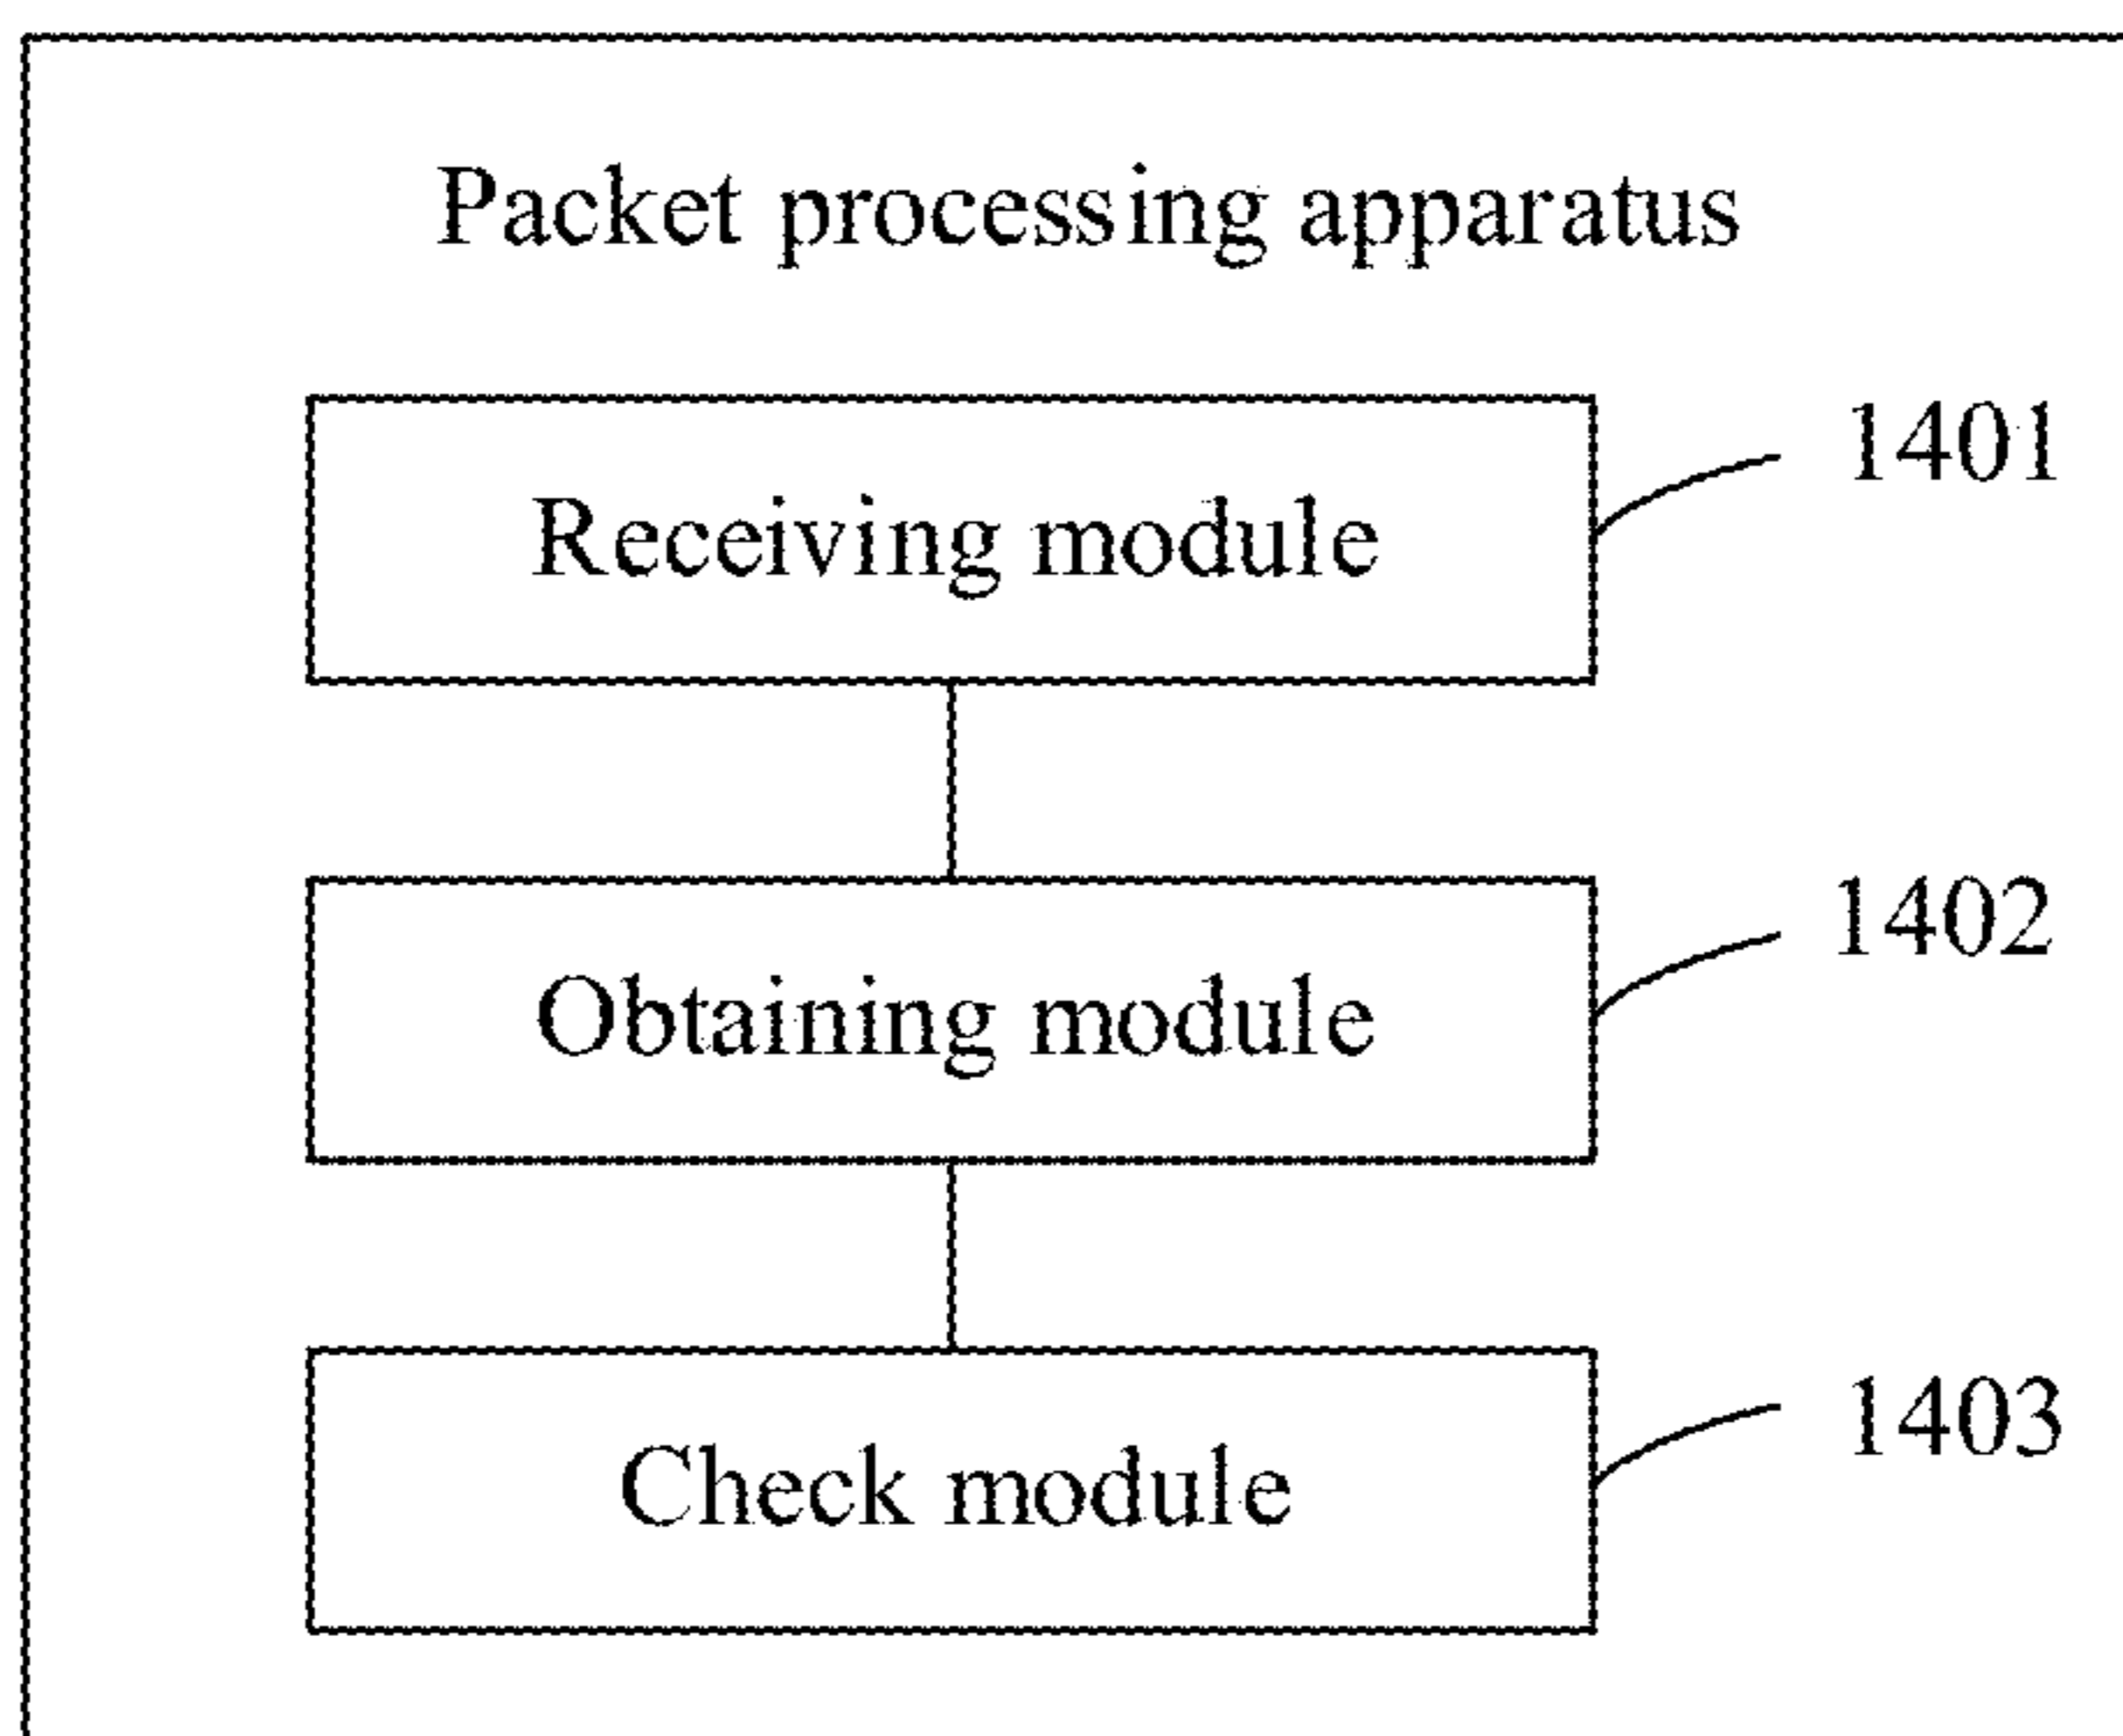 Packet processing apparatus
Receiving module
1401
Obtaining module
1402
Check module
1403